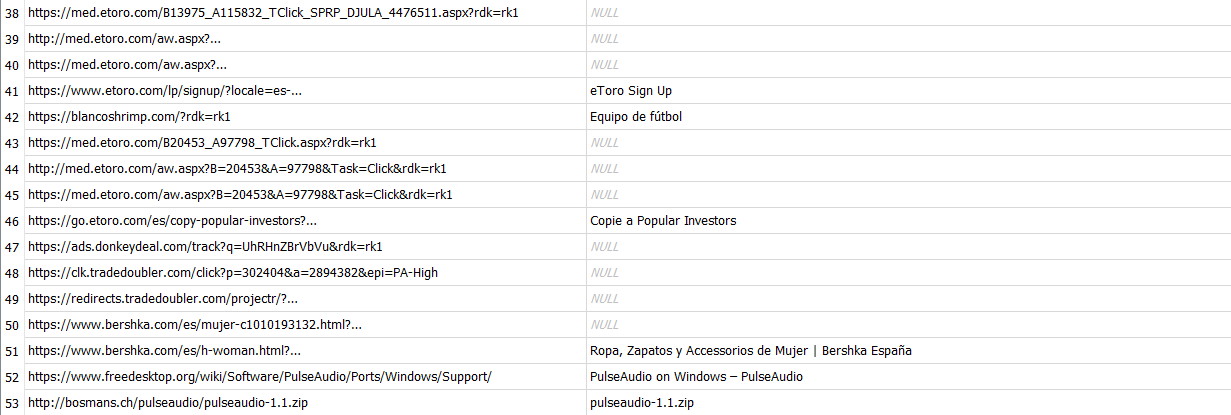 38 https://med.etoro.com/B13975_A115832_TClick_SPRP_DJULA_4476511.aspx?rdk=rk1 NULL
39 http://med.etoro.com/aw.aspx?... NULL
40 https://med.etoro.com/aw.aspx?... NULL
41 https://www.etoro.com/lp/signup/?locale=es-... eToro Sign Up
42 https://blancoshrimp.com/?rdk=rk1 Equipo de fútbol
43 https://med.etoro.com/B20453_A97798_TClick.aspx?rdk=rk1 NULL
44 http://med.etoro.com/aw.aspx?B=20453&A=97798&Task=Click&rdk=rk1 NULL
45 https://med.etoro.com/aw.aspx?B=20453&A=97798&Task=Click&rdk=rk1 NULL
46 https://go.etoro.com/es/copy-popular-investors?... Copie a Popular Investors
47 https://ads.donkeydeal.com/track?q=UhRHnZBrVbVu&rdk=rk1 NULL
48 https://clk.tradedoubler.com/click?p=302404&a=2894382&epi=PA-High NULL
49 https://redirects.tradedoubler.com/projectr/?... NULL
50 https://www.bershka.com/es/mujer-c1010193132.html?... NULL
51 https://www.bershka.com/es/h-woman.html?... Ropa, Zapatos y Accessorios de Mujer | Bershka España
52 https://www.freedesktop.org/wiki/Software/PulseAudio/Ports/Windows/Support/ PulseAudio on Windows – PulseAudio
53 http://bosmans.ch/pulseaudio/pulseaudio-1.1.zip pulseaudio-1.1.zip